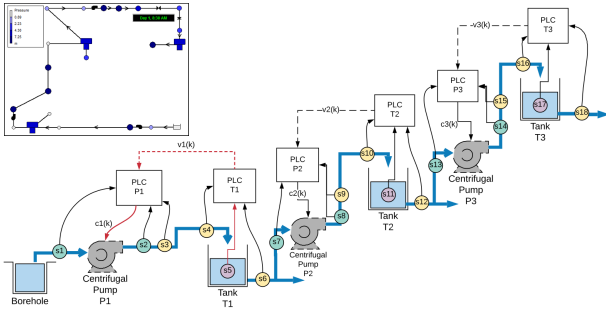 Pressure
Day 1, 8:30 AM
PLC
T3
-v3(k)
s16
PLC
P3
s17
s15
s14
s18
Tank
T3
c3(k)
PLC
T2
v2(k)
s13
Centrifugal
Pump
P3
v1(k)
PLC
P2
s10
s11
s12
Tank
T2
PLC
P1
PLC
T1
c2(k)
s9
s8
c1(k)
s4
s7
s1
s2
s3
s5
s6
Centrifugal
Pump
P2
Borehole
Centrifugal
Pump
P1
Tank
T1